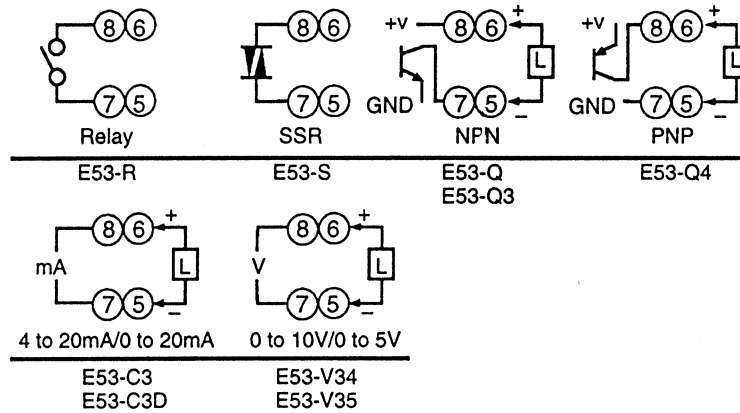 8 6 8 6 +V 8 6 + +V 8 6 +
L L
7 5 7 5 GND 7 5 − GND 7 5 −
Relay SSR NPN PNP
E53-R E53-S E53-Q E53-Q4
E53-Q3
8 6 + 8 6 +
mA L V L
7 5 − 7 5 −
4 to 20mA/0 to 20mA 0 to 10V/0 to 5V
E53-C3 E53-V34
E53-C3D E53-V35